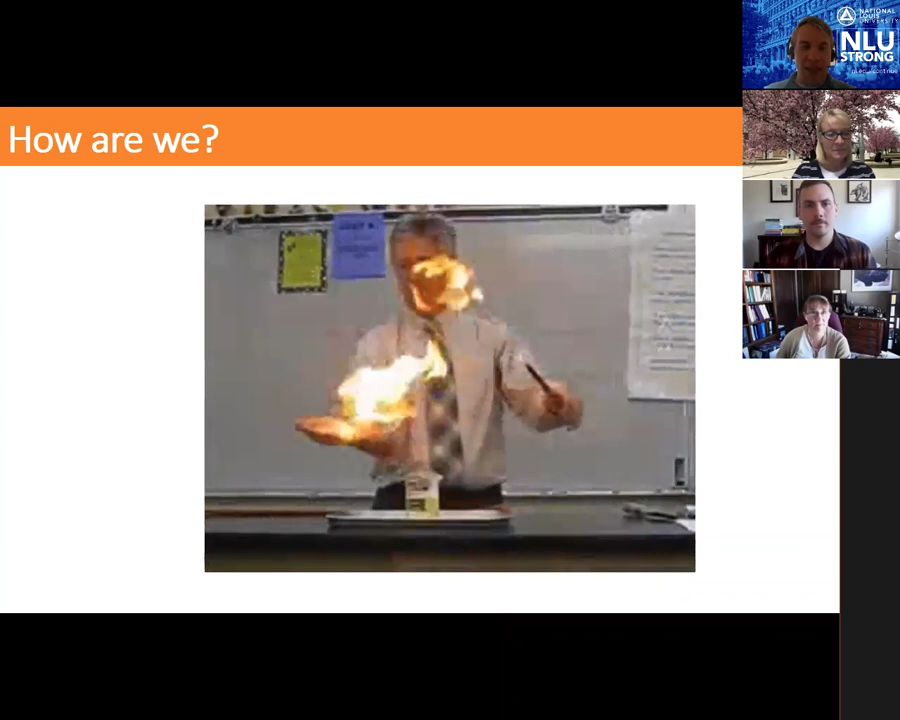 How are we?
NATIONAL
LOUIS
UNIVERSITY
NLU
STRONG